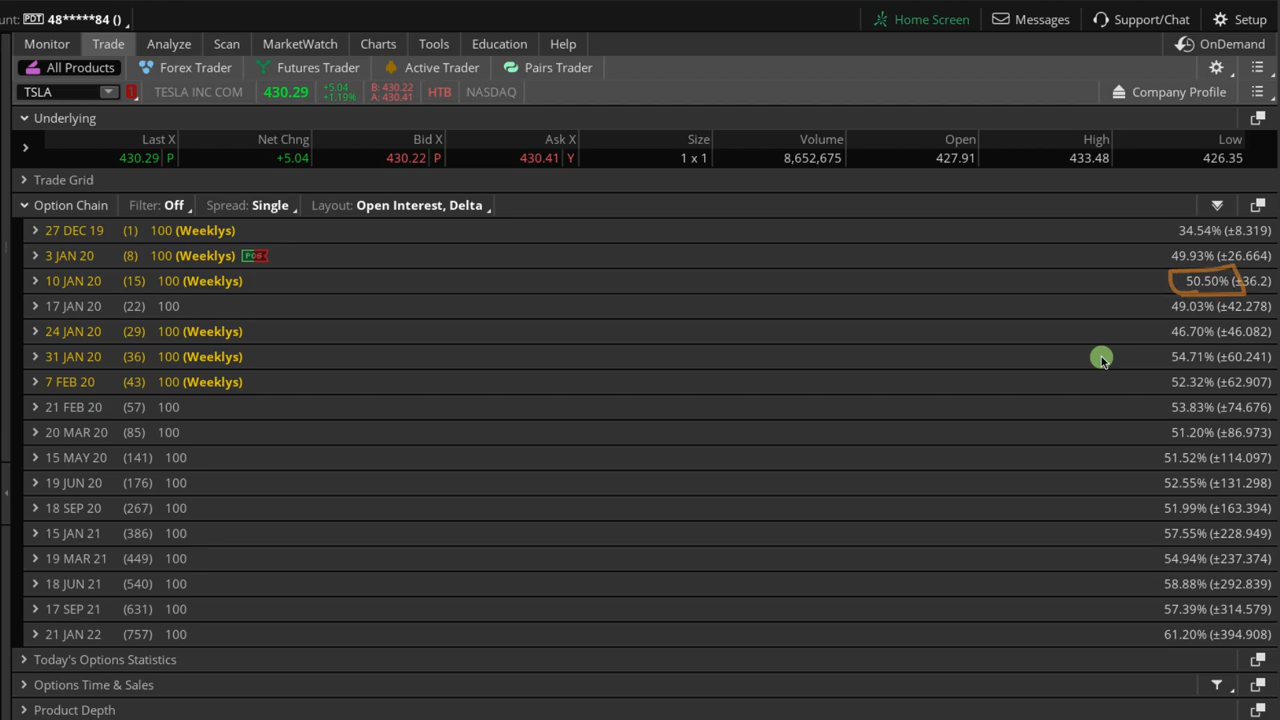 unt: PDT 48*****84 () Home Screen Messages Support/Chat Setup
Monitor Trade Analyze Scan MarketWatch Charts Tools Education Help OnDemand
All Products Forex Trader Futures Trader Active Trader Pairs Trader
TSLA TESLA INC COM 430.29 +5.04 +1.19% B: 430.22 A: 430.41 HTB NASDAQ Company Profile
Underlying
Last X Net Chng Bid X Ask X Size Volume Open High Low
430.29 P +5.04 430.22 P 430.41 Y 1 x 1 8,652,675 427.91 433.48 426.35
Trade Grid
Option Chain Filter: Off Spread: Single Layout: Open Interest, Delta
27 DEC 19 (1) 100 (Weeklys) 34.54% (±8.319)
3 JAN 20 (8) 100 (Weeklys) 49.93% (±26.664)
10 JAN 20 (15) 100 (Weeklys) 50.50% (±36.2)
17 JAN 20 (22) 100 49.03% (±42.278)
24 JAN 20 (29) 100 (Weeklys) 46.70% (±46.082)
31 JAN 20 (36) 100 (Weeklys) 54.71% (±60.241)
7 FEB 20 (43) 100 (Weeklys) 52.32% (±62.907)
21 FEB 20 (57) 100 53.83% (±74.676)
20 MAR 20 (85) 100 51.20% (±86.973)
15 MAY 20 (141) 100 51.52% (±114.097)
19 JUN 20 (176) 100 52.55% (±131.298)
18 SEP 20 (267) 100 51.99% (±163.394)
15 JAN 21 (386) 100 57.55% (±228.949)
19 MAR 21 (449) 100 54.94% (±237.374)
18 JUN 21 (540) 100 58.88% (±292.839)
17 SEP 21 (631) 100 57.39% (±314.579)
21 JAN 22 (757) 100 61.20% (±394.908)
Today's Options Statistics
Options Time & Sales
Product Depth